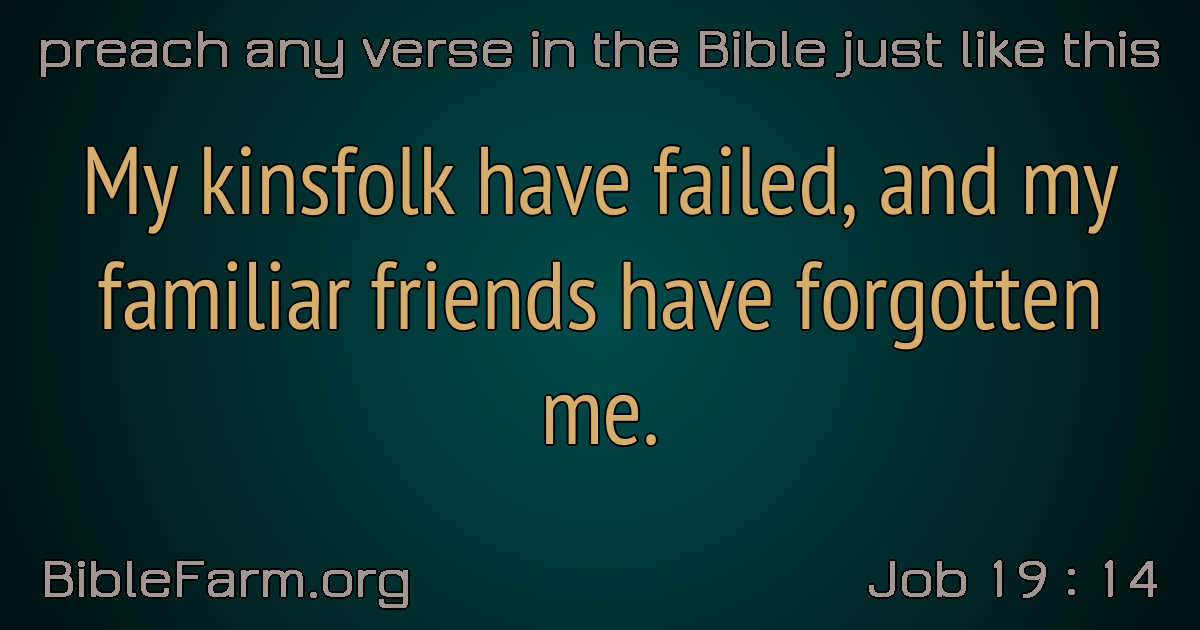 preach any verse in the Bible just like this
My kinsfolk have failed, and my
familiar friends have forgotten
me.
BibleFarm.org
Job 19 : 14